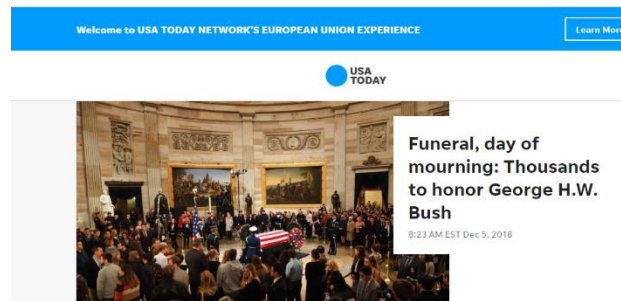 Welcome to USA TODAY NETWORK'S EUROPEAN UNION EXPERIENCE
Learn More
USA
TODAY
Funeral, day of
mourning: Thousands
to honor George H.W.
Bush
8:23 AM EST Dec 5, 2018